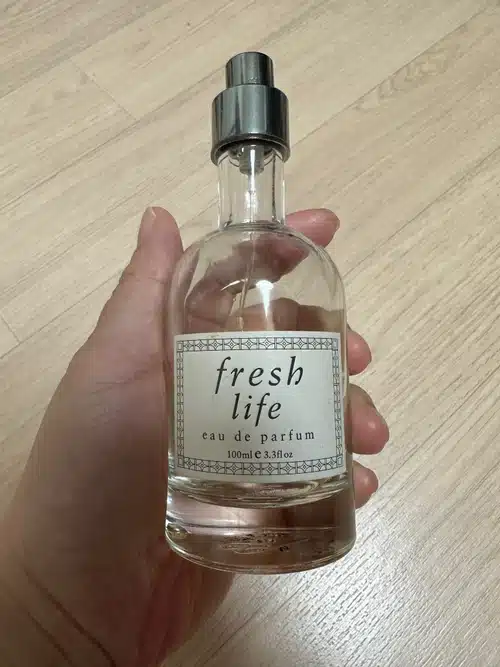 fresh
life
eau de parfum
100ml e 3.3fl oz